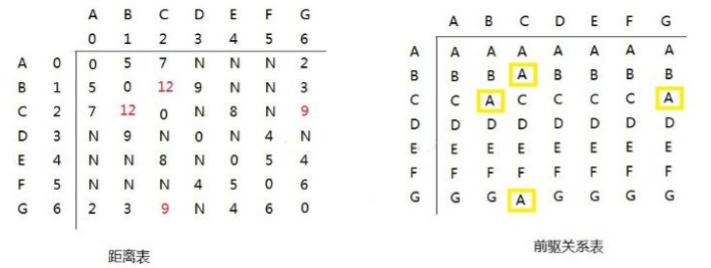 A B C D E F G
0 1 2 3 4 5 6
A 0 0 5 7 N N N 2
B 1 5 0 12 9 N N 3
C 2 7 12 0 N 8 N 9
D 3 N 9 N 0 N 4 N
E 4 N N 8 N 0 5 4
F 5 N N N 4 5 0 6
G 6 2 3 9 N 4 6 0
距离表
A B C D E F G
A A A A A A A A
B B B A B B B B
C C A C C C C A
D D D D D D D D
E E E E E E E E
F F F F F F F F
G G G A G G G G
前驱关系表